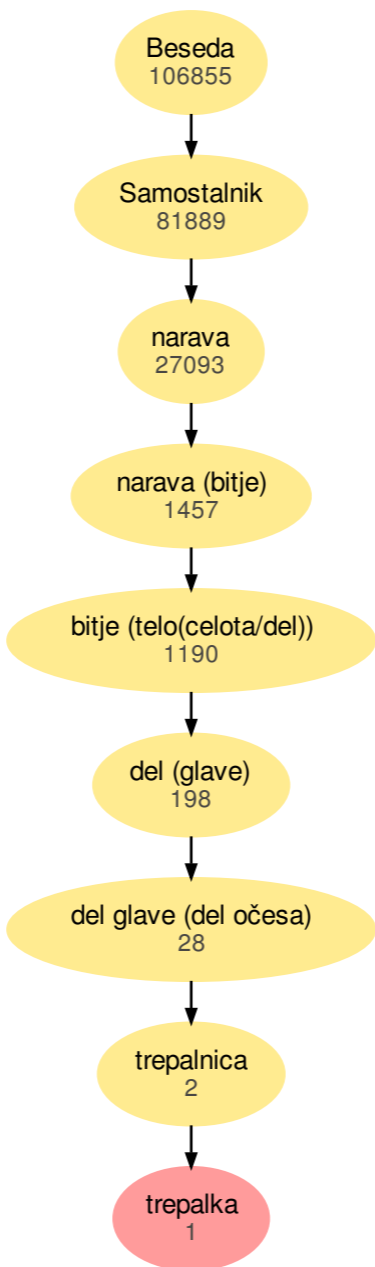 Beseda
106855
Samostalnik
81889
narava
27093
narava (bitje)
1457
bitje (telo(celota/del))
1190
del (glave)
198
del glave (del očesa)
28
trepalnica
2
trepalka
1